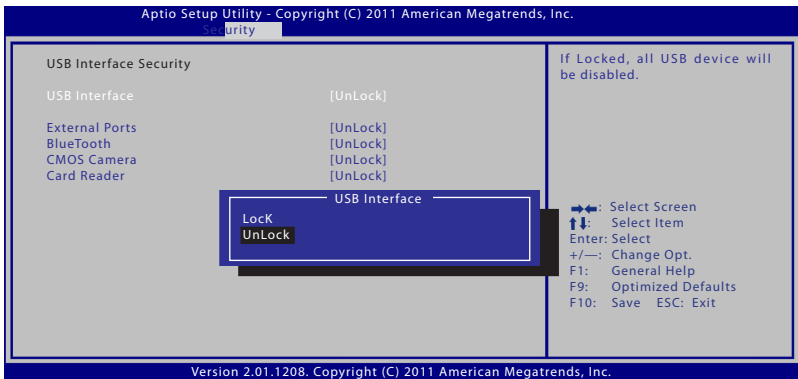 Aptio Setup Utility - Copyright (C) 2011 American Megatrends, Inc.
Security
USB Interface Security
USB Interface [UnLock]
External Ports [UnLock]
BlueTooth [UnLock]
CMOS Camera [UnLock]
Card Reader [UnLock]
USB Interface
LocK
UnLock
If Locked, all USB device will
be disabled.
→←: Select Screen
↑↓: Select Item
Enter: Select
+/—: Change Opt.
F1: General Help
F9: Optimized Defaults
F10: Save ESC: Exit
Version 2.01.1208. Copyright (C) 2011 American Megatrends, Inc.